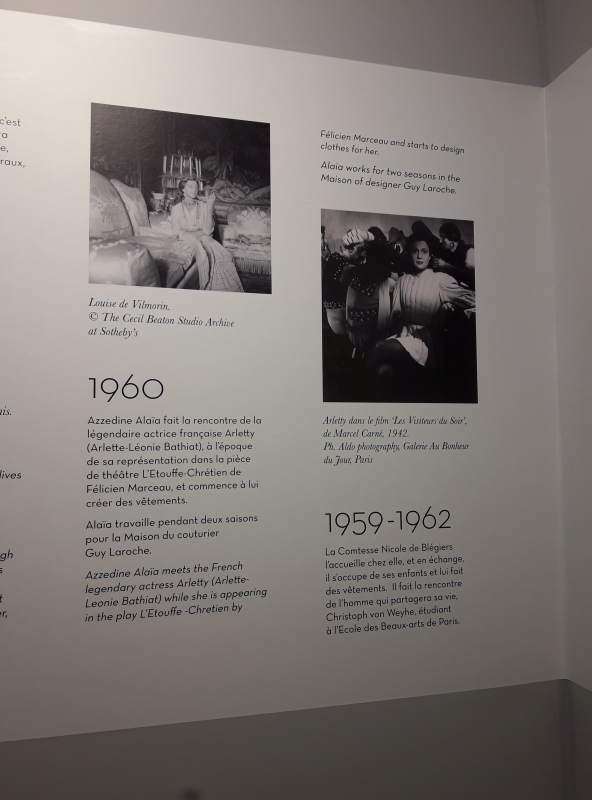 c'est
raux,
ais.
Louise de Vilmorin.
© The Cecil Beaton Studio Archive
at Sotheby's
1960
Azzedine Alaïa fait la rencontre de la
légendaire actrice française Arletty
(Arlette-Léonie Bathiat), à l'époque
de sa représentation dans la pièce
de théâtre L'Etouffe-Chrétien de
Félicien Marceau, et commence à lui
créer des vêtements.
Alaïa travaille pendant deux saisons
pour la Maison du couturier
Guy Laroche.
Azzedine Alaïa meets the French
legendary actress Arletty (Arlette-
Leonie Bathiat) while she is appearing
in the play L'Etouffe -Chretien by
Félicien Marceau and starts to design
clothes for her.
Alaïa works for two seasons in the
Maison of designer Guy Laroche.
Arletty dans le film 'Les Visiteurs du Soir',
de Marcel Carné, 1942.
Ph. Aldo photography, Galerie Au Bonheur
du Jour, Paris
1959-1962
La Comtesse Nicole de Blégiers
l'accueille chez elle, et en échange,
il s'occupe de ses enfants et lui fait
des vêtements. Il fait la rencontre
de l'homme qui partagera sa vie,
Christoph von Weyhe, étudiant
à l'Ecole des Beaux-arts de Paris.